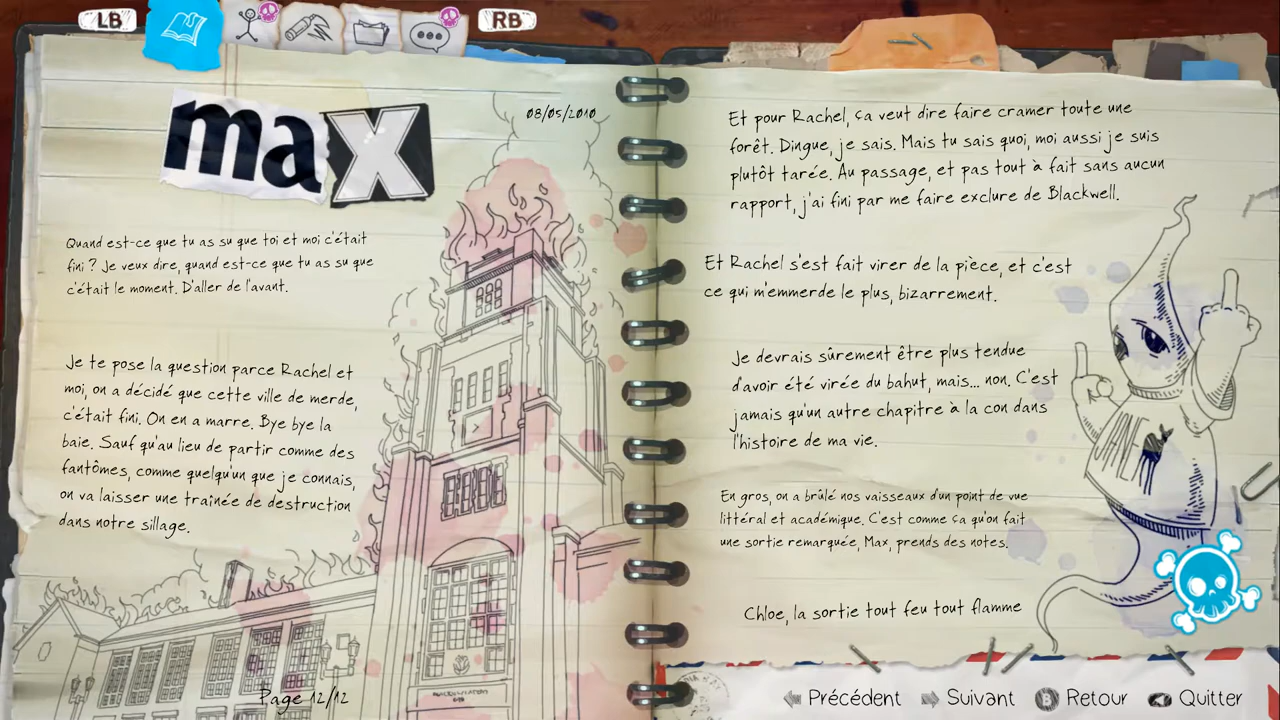 LB
RB
max
08/05/2010
Quand est-ce que tu as su que toi et moi c'était
fini ? Je veux dire, quand est-ce que tu as su que
c'était le moment. D'aller de l'avant.
Je te pose la question parce Rachel et
moi, on a décidé que cette ville de merde,
c'était fini. On en a marre. Bye bye la
baie. Sauf qu'au lieu de partir comme des
fantômes, comme quelqu'un que je connais,
on va laisser une traînée de destruction
dans notre sillage.
Page 12/12
Et pour Rachel, ça veut dire faire cramer toute une
forêt. Dingue, je sais. Mais tu sais quoi, moi aussi je suis
plutôt tarée. Au passage, et pas tout à fait sans aucun
rapport, j'ai fini par me faire exclure de Blackwell.
Et Rachel s'est fait virer de la pièce, et c'est
ce qui m'emmerde le plus, bizarrement.
Je devrais sûrement être plus tendue
d'avoir été virée du bahut, mais... non. C'est
jamais qu'un autre chapitre à la con dans
l'histoire de ma vie.
En gros, on a brûlé nos vaisseaux d'un point de vue
littéral et académique. C'est comme ça qu'on fait
une sortie remarquée, Max, prends des notes.
Chloe, la sortie tout feu tout flamme
Précédent
Suivant
B
Retour
Quitter